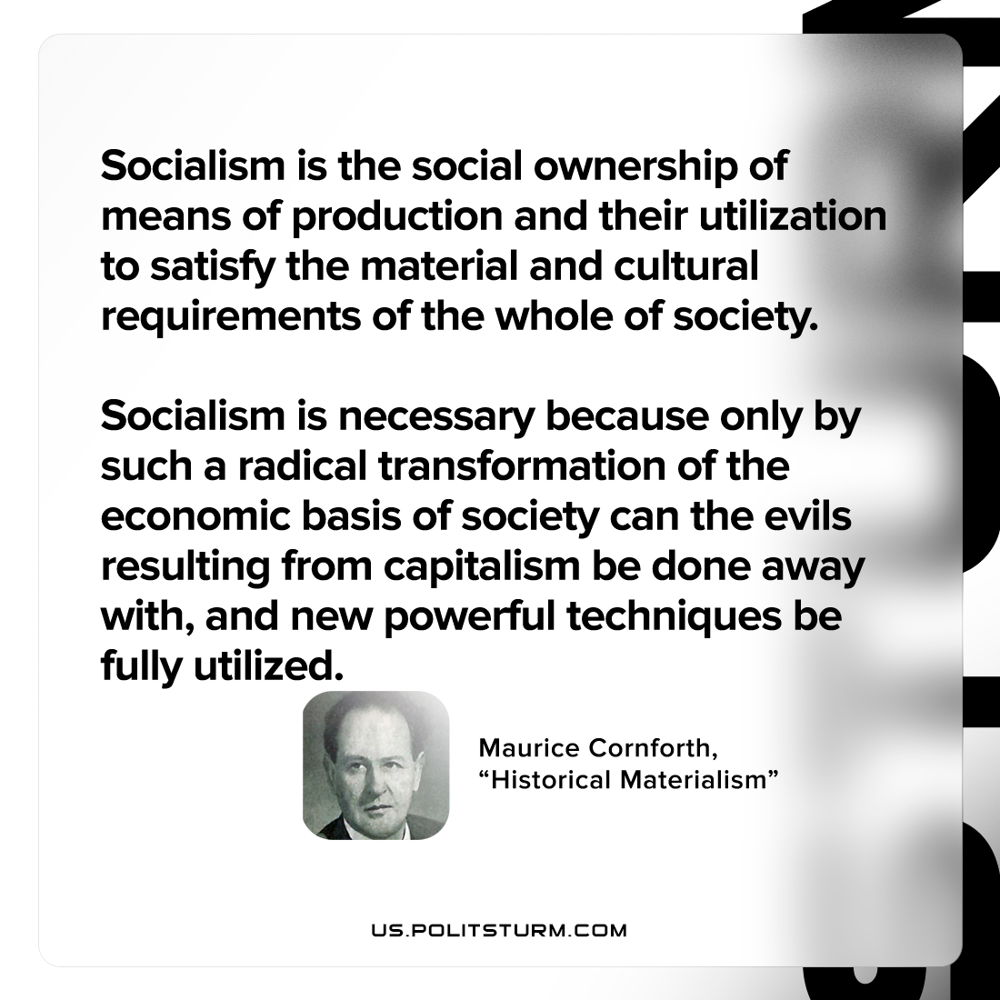 Socialism is the social ownership of
means of production and their utilization
to satisfy the material and cultural
requirements of the whole of society.
Socialism is necessary because only by
such a radical transformation of the
economic basis of society can the evils
resulting from capitalism be done away
with, and new powerful techniques be
fully utilized.
Maurice Cornforth,
“Historical Materialism”
US.POLITSTURM.COM